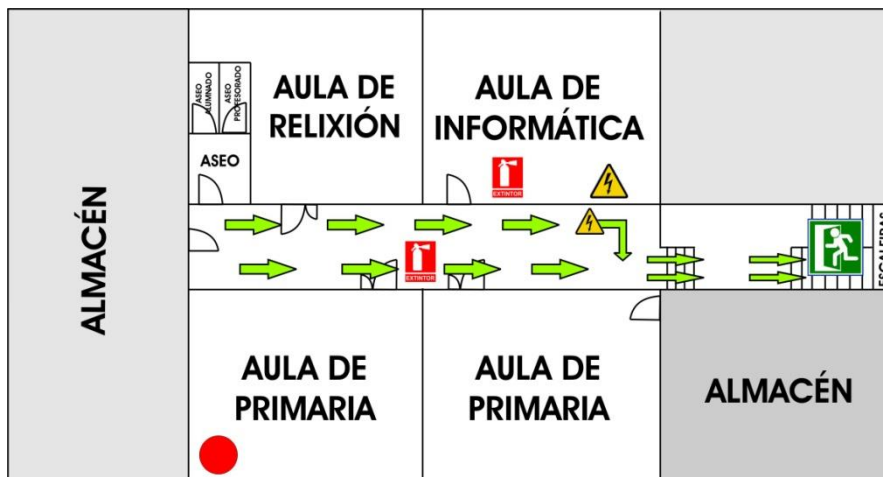 ALMACÉN
ASEO
ALUMNADO
ASEO
PROFESORADO
ASEO
AULA DE
RELIXIÓN
AULA DE
INFORMÁTICA
EXTINTOR
EXTINTOR
ESCALEIRAS
AULA DE
PRIMARIA
AULA DE
PRIMARIA
ALMACÉN